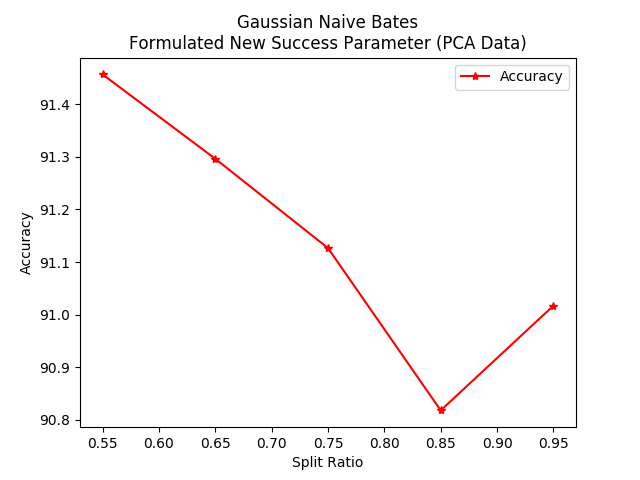 Gaussian Naive Bates
Formulated New Success Parameter (PCA Data)
Accuracy
91.4
91.3
91.2
91.1
91.0
90.9
90.8
Accuracy
0.55 0.60 0.65 0.70 0.75 0.80 0.85 0.90 0.95
Split Ratio